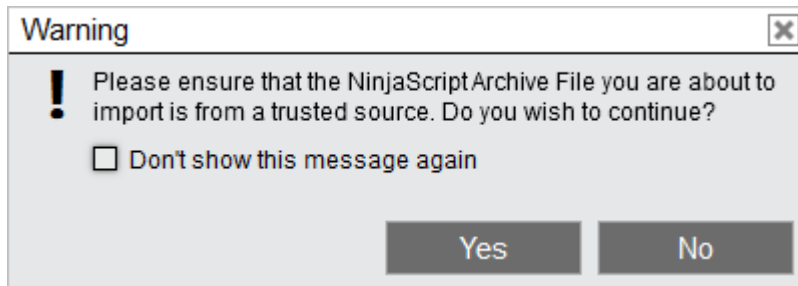 Warning
Please ensure that the NinjaScript Archive File you are about to
import is from a trusted source. Do you wish to continue?
Don't show this message again
Yes No